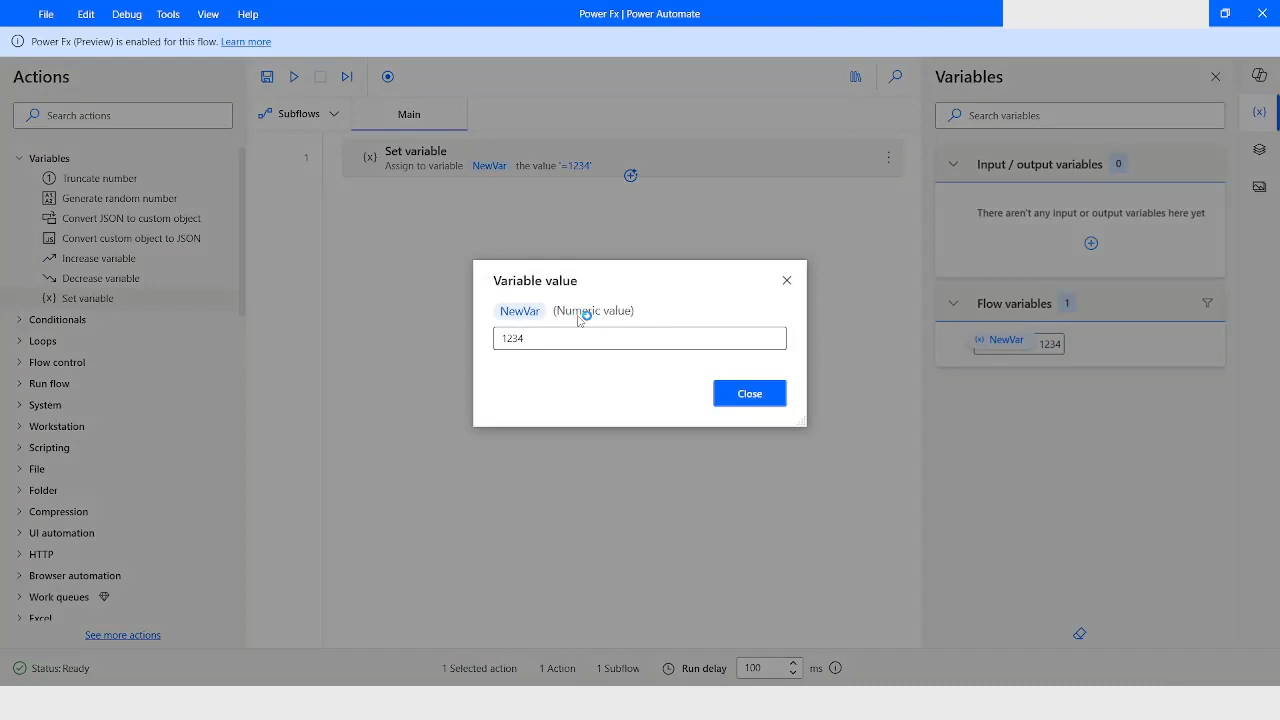 File Edit Debug Tools View Help
Power Fx | Power Automate
Power Fx (Preview) is enabled for this flow. Learn more
Actions
Search actions
Variables
Truncate number
Generate random number
Convert JSON to custom object
Convert custom object to JSON
Increase variable
Decrease variable
Set variable
Conditionals
Loops
Flow control
Run flow
System
Workstation
Scripting
File
Folder
Compression
UI automation
HTTP
Browser automation
Work queues
Excel
See more actions
Subflows
Main
1
Set variable
Assign to variable NewVar the value '=1234'
Variable value
NewVar (Numeric value)
1234
Close
Variables
Search variables
Input / output variables 0
There aren't any input or output variables here yet
Flow variables 1
(x) NewVar 1234
Status: Ready
1 Selected action
1 Action
1 Subflow
Run delay 100 ms